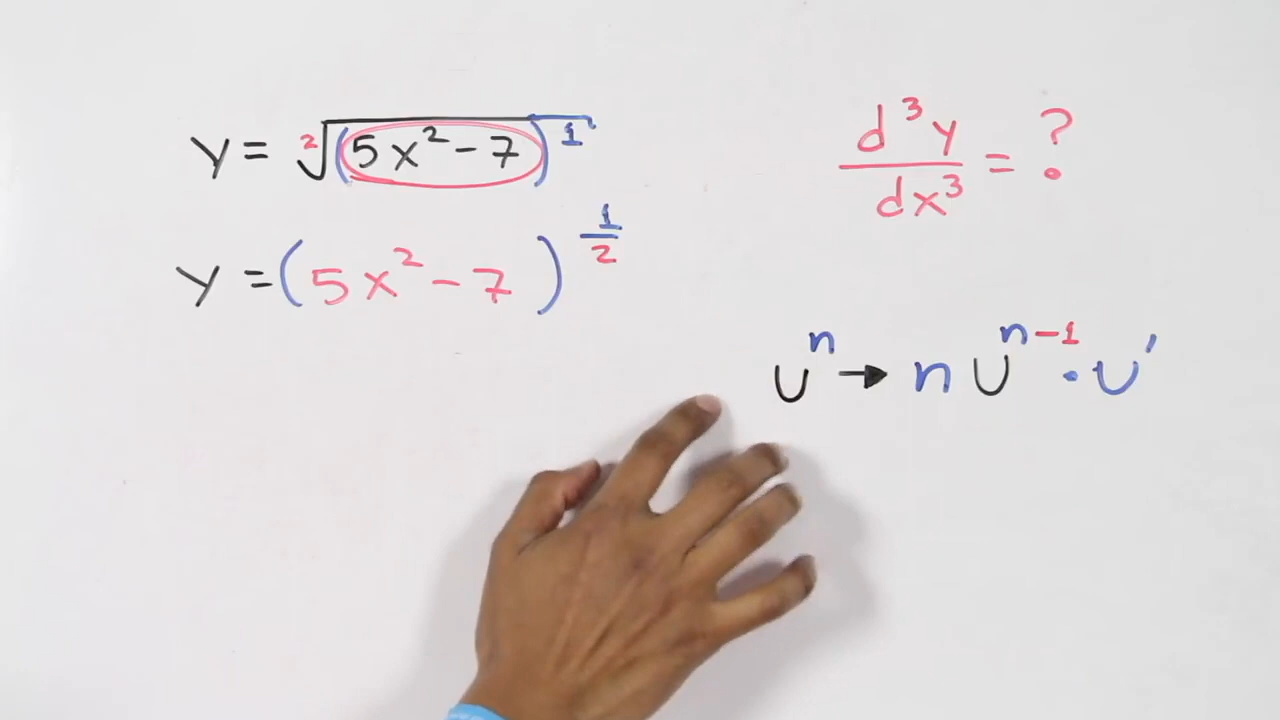 y = ²√(5x² - 7)¹
d³y/dx³ = ?
y = (5x² - 7)^(1/2)
uⁿ → n uⁿ⁻¹ · u′